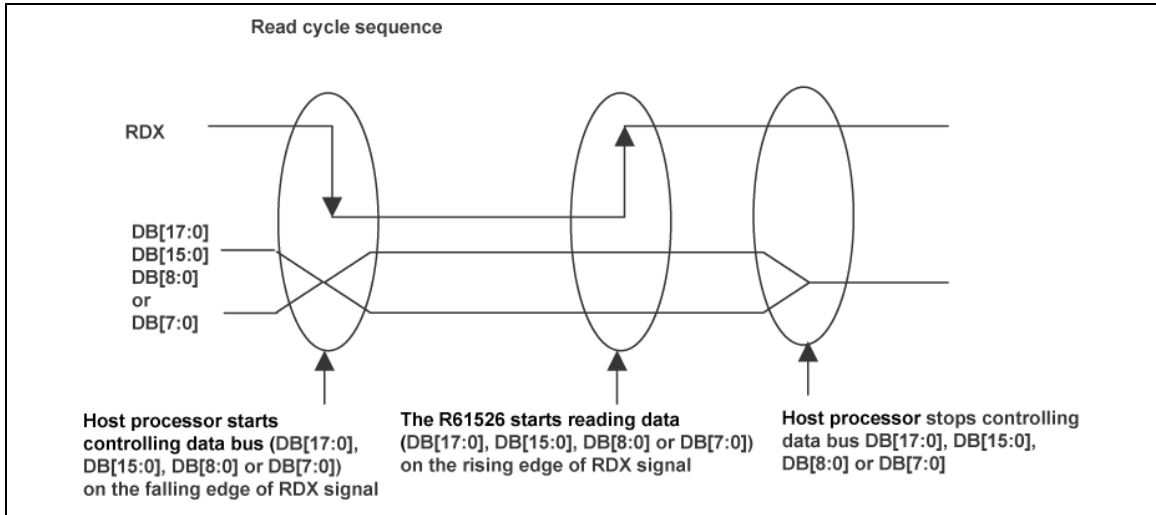 Read cycle sequence
RDX
DB[17:0]
DB[15:0]
DB[8:0]
or
DB[7:0]
Host processor starts
controlling data bus (DB[17:0],
DB[15:0], DB[8:0] or DB[7:0])
on the falling edge of RDX signal
The R61526 starts reading data
(DB[17:0], DB[15:0], DB[8:0] or DB[7:0])
on the rising edge of RDX signal
Host processor stops controlling
data bus DB[17:0], DB[15:0],
DB[8:0] or DB[7:0]